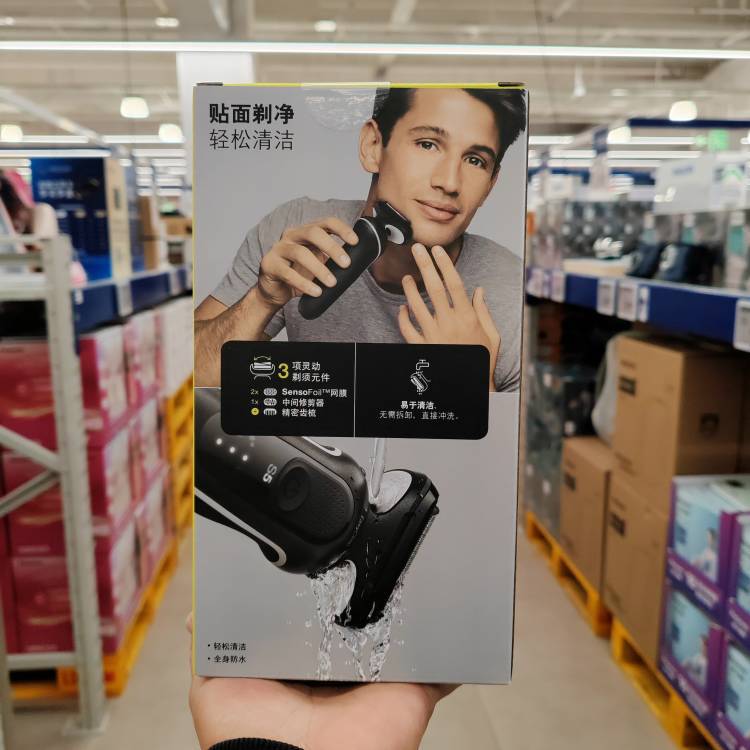 贴面剃净
轻松清洁
3 项灵动
剃须元件
2x SensoFoil™网膜
1x 中间修剪器
精密齿梳
易于清洁.
无需拆卸，直接冲洗。
S5
• 轻松清洁
• 全身防水